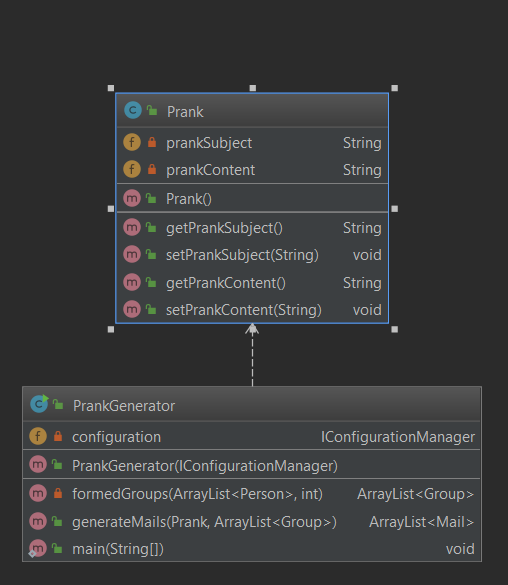 Prank
prankSubject String
prankContent String
Prank()
getPrankSubject() String
setPrankSubject(String) void
getPrankContent() String
setPrankContent(String) void
PrankGenerator
configuration IConfigurationManager
PrankGenerator(IConfigurationManager)
formedGroups(ArrayList<Person>, int) ArrayList<Group>
generateMails(Prank, ArrayList<Group>) ArrayList<Mail>
main(String[]) void